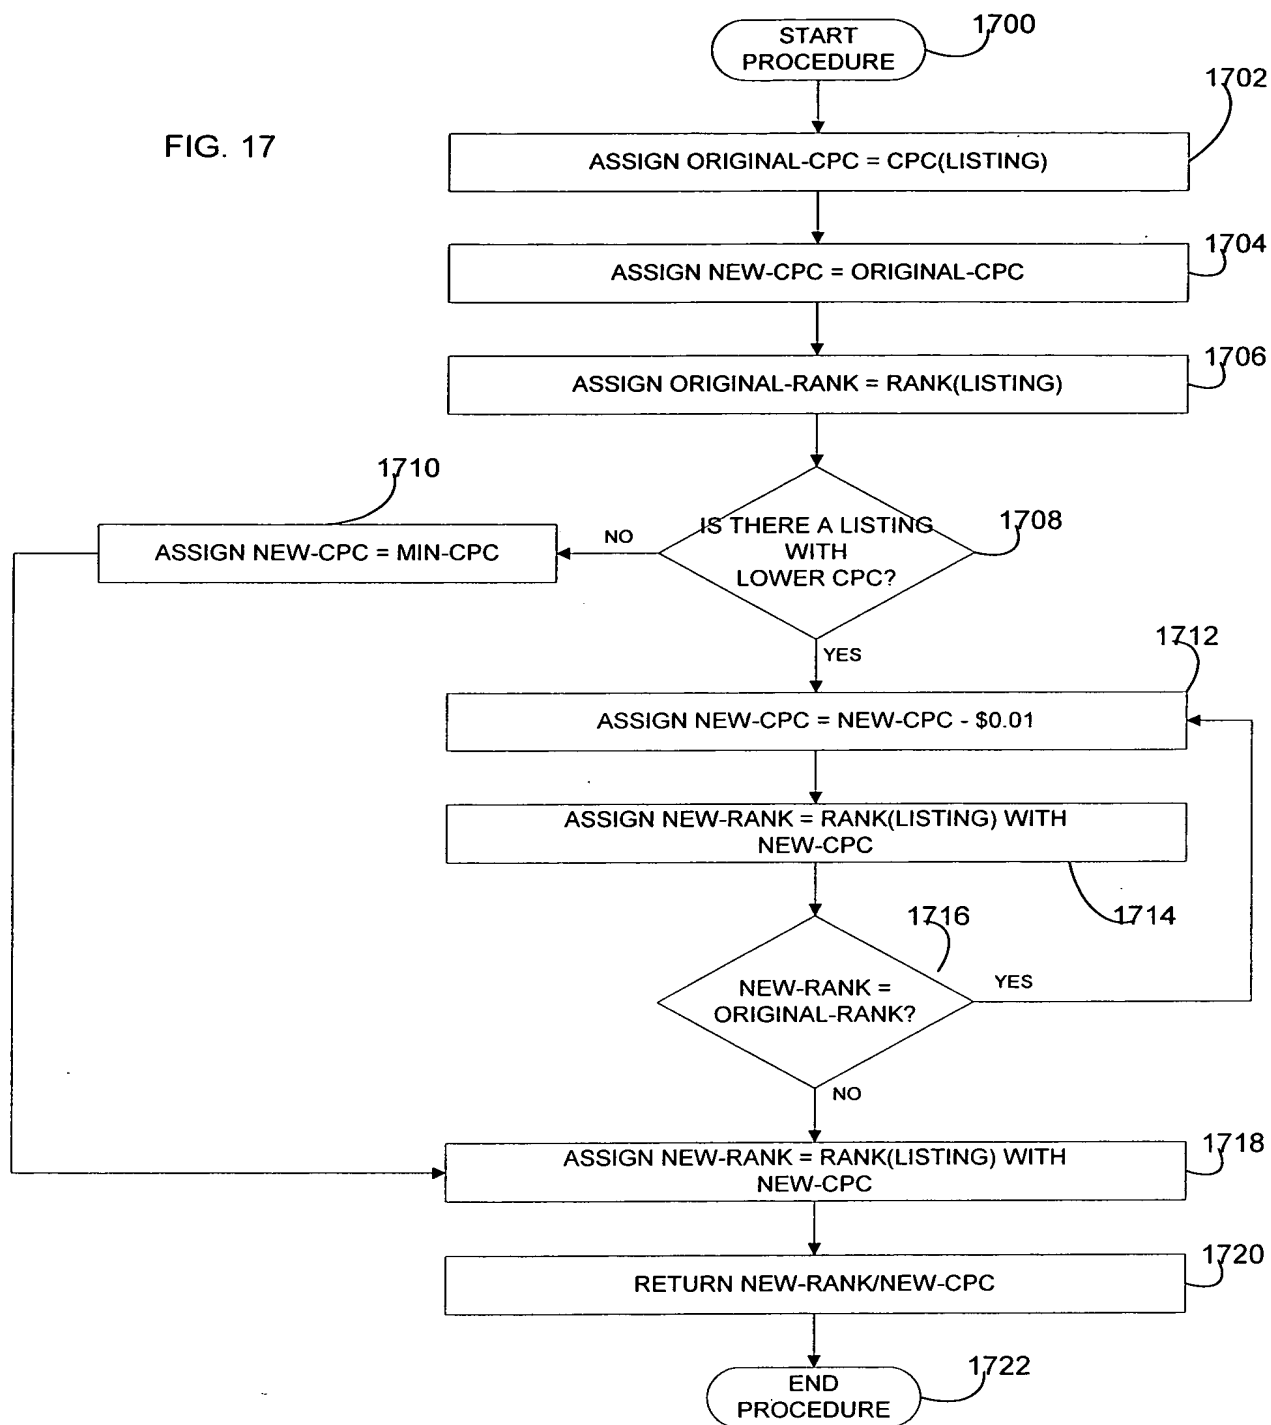 START
PROCEDURE
1700
1702
FIG. 17
ASSIGN ORIGINAL-CPC = CPC(LISTING)
1704
ASSIGN NEW-CPC = ORIGINAL-CPC
1706
ASSIGN ORIGINAL-RANK = RANK(LISTING)
1710
ASSIGN NEW-CPC = MIN-CPC
NO
IS THERE A LISTING
WITH
LOWER CPC?
1708
YES
1712
ASSIGN NEW-CPC = NEW-CPC - $0.01
ASSIGN NEW-RANK = RANK(LISTING) WITH
NEW-CPC
1714
1716
NEW-RANK =
ORIGINAL-RANK?
YES
NO
1718
ASSIGN NEW-RANK = RANK(LISTING) WITH
NEW-CPC
1720
RETURN NEW-RANK/NEW-CPC
END
PROCEDURE
1722